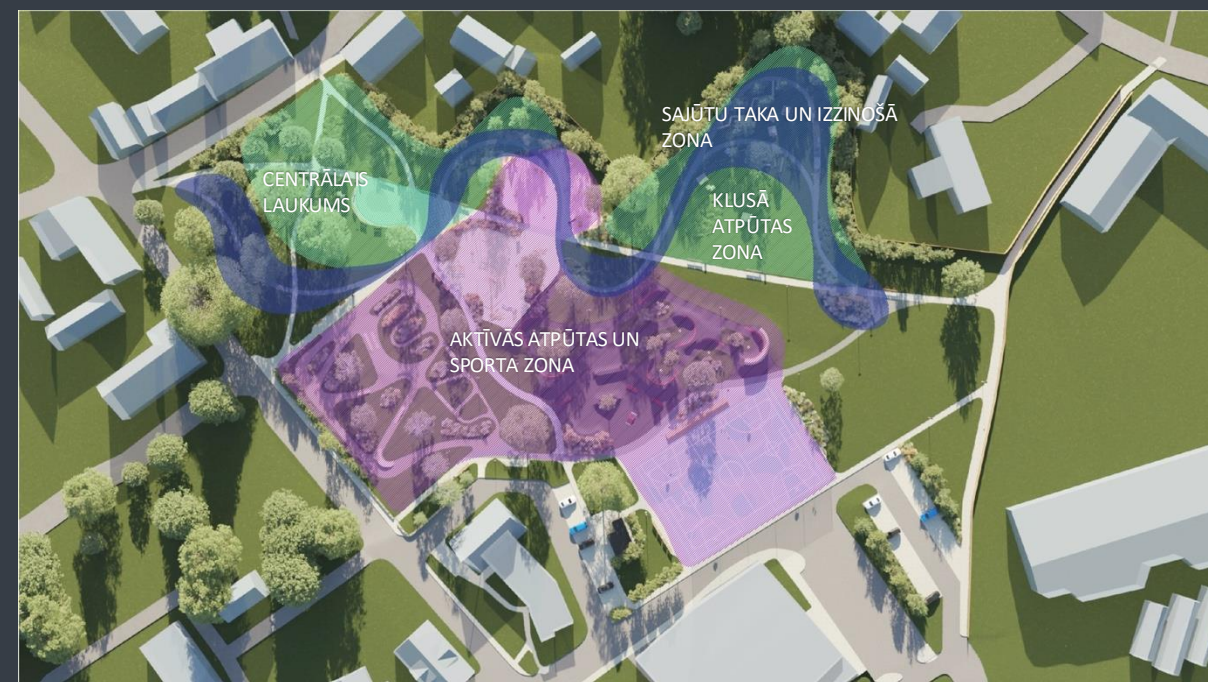 SAJŪTU TAKA UN IZZINOŠĀ
ZONA
CENTRĀLAIS
LAUKUMS
KLUSĀ
ATPŪTAS
ZONA
AKTĪVĀS ATPŪTAS UN
SPORTA ZONA